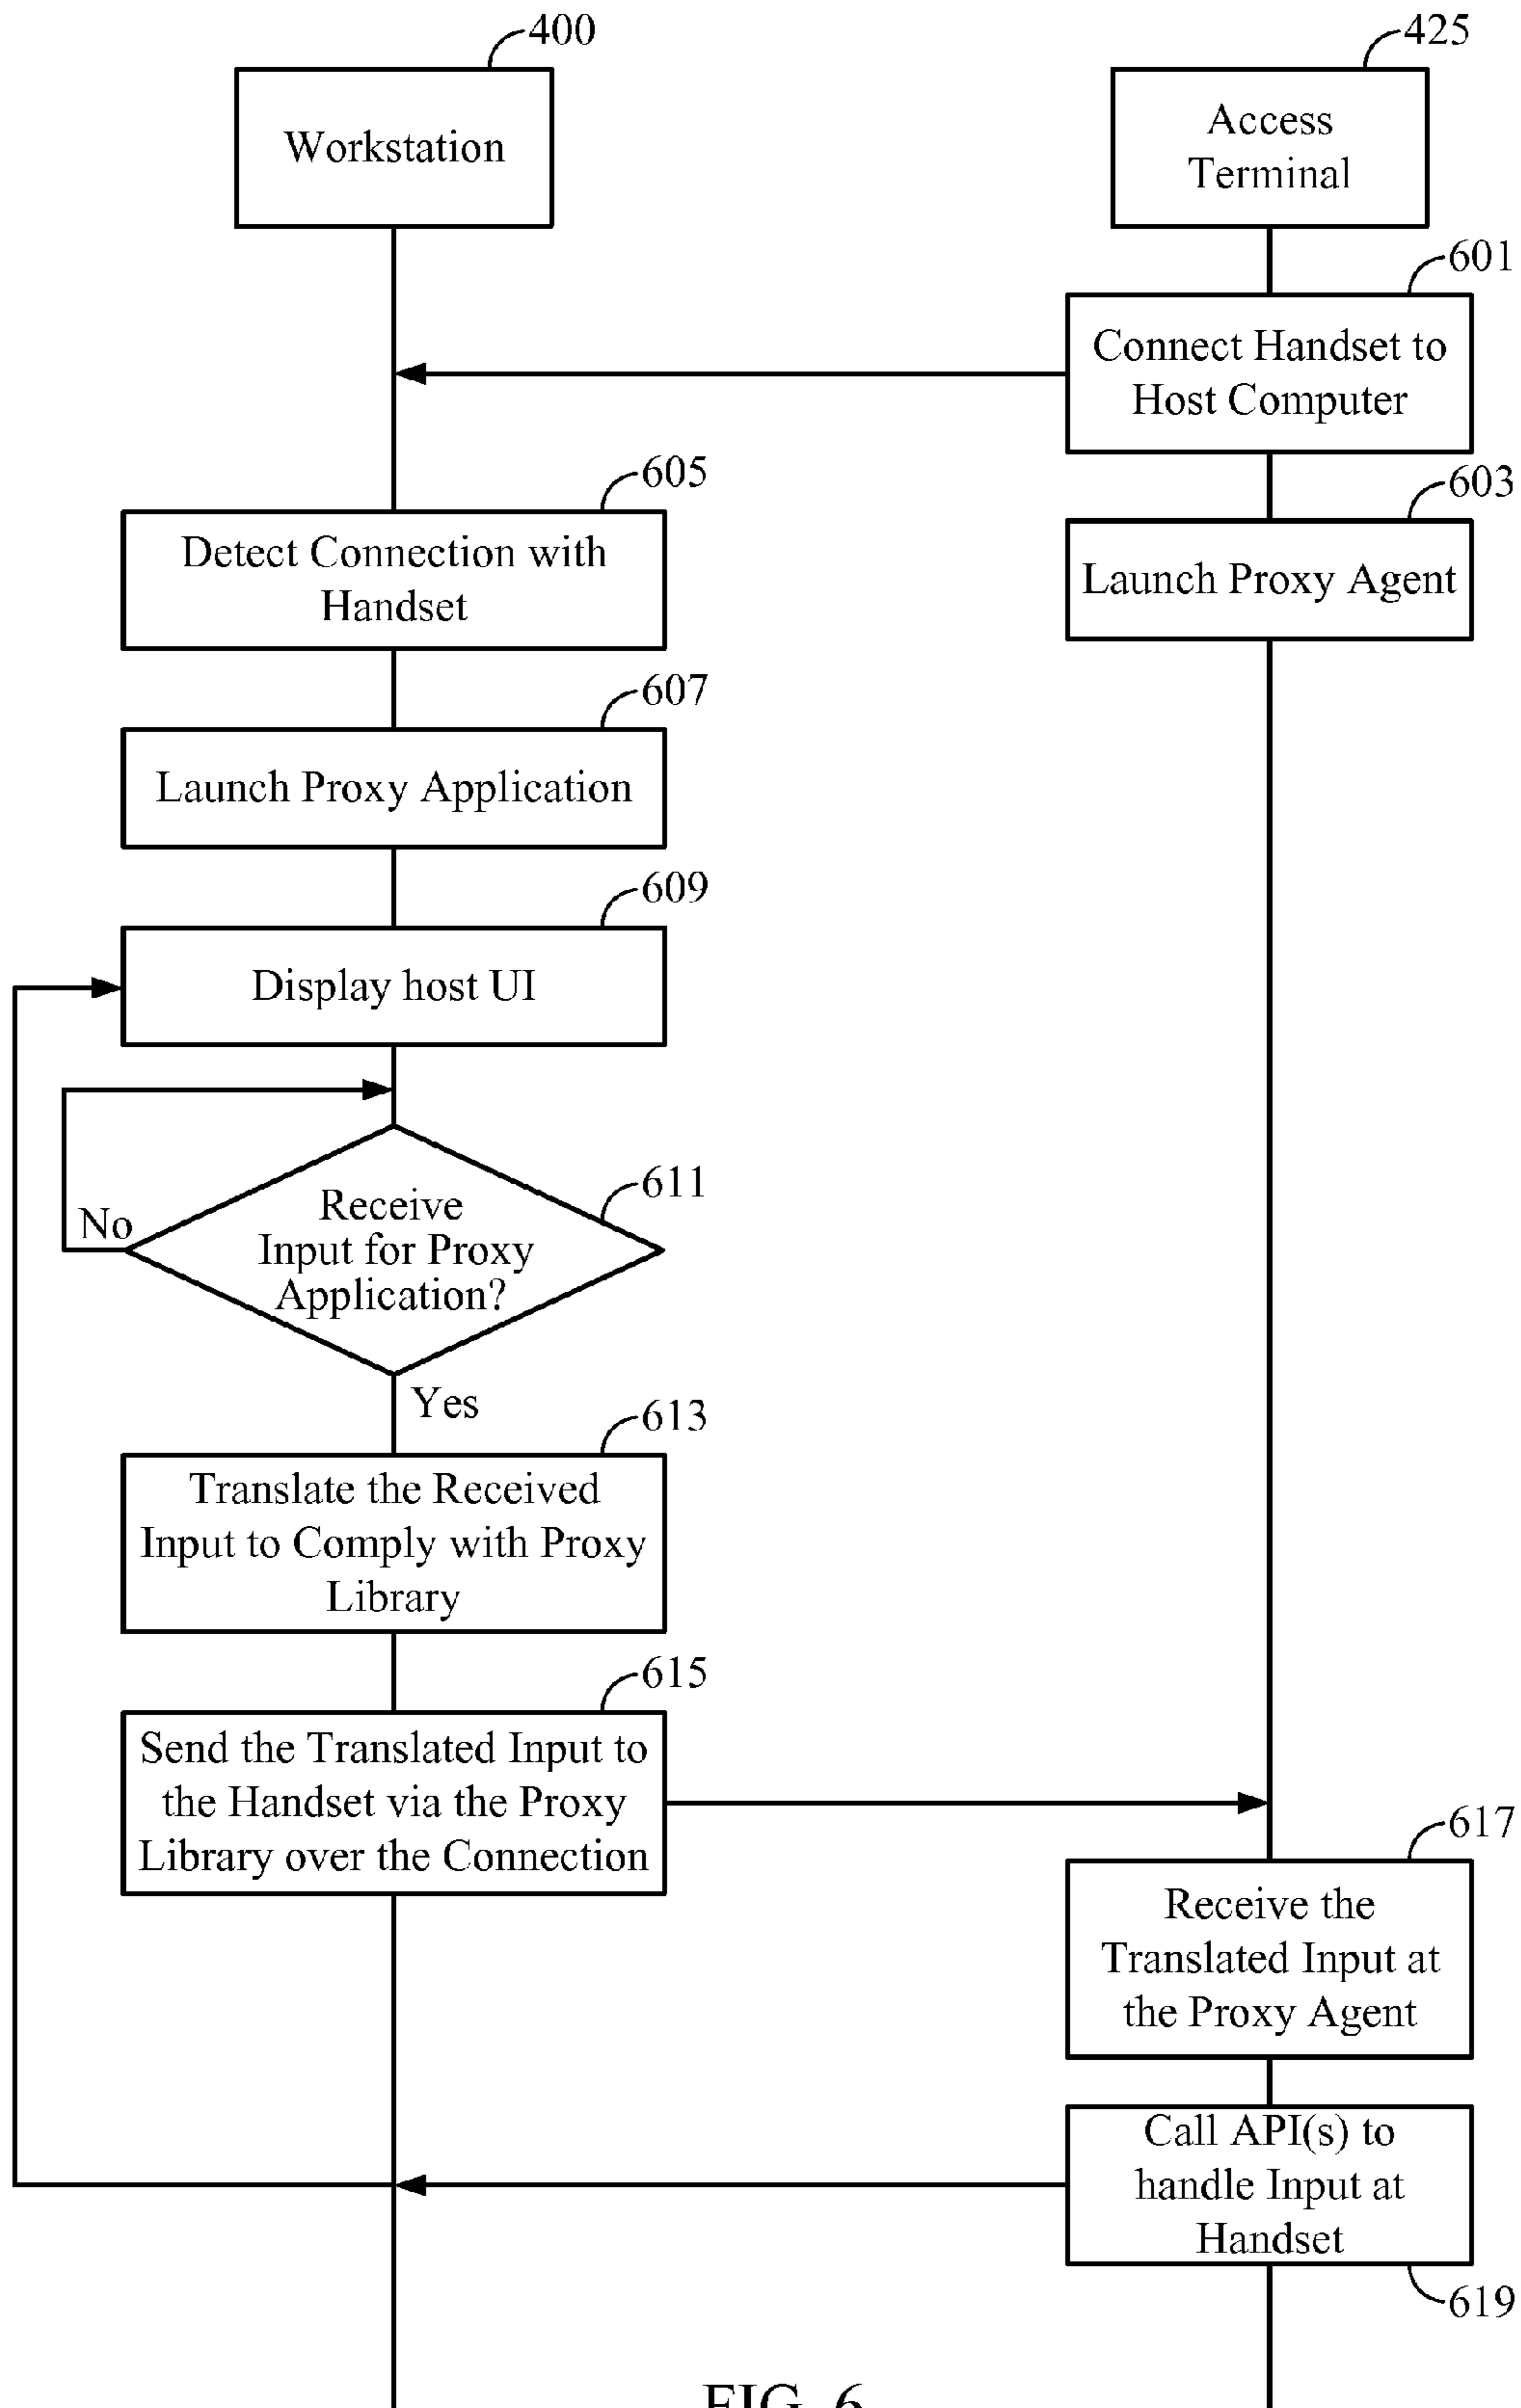 400
Workstation
425
Access
Terminal
601
Connect Handset to
Host Computer
603
Launch Proxy Agent
605
Detect Connection with
Handset
607
Launch Proxy Application
609
Display host UI
611
Receive
Input for Proxy
Application?
No
Yes
613
Translate the Received
Input to Comply with Proxy
Library
615
Send the Translated Input to
the Handset via the Proxy
Library over the Connection
617
Receive the
Translated Input at
the Proxy Agent
Call API(s) to
handle Input at
Handset
619
FIG. 6